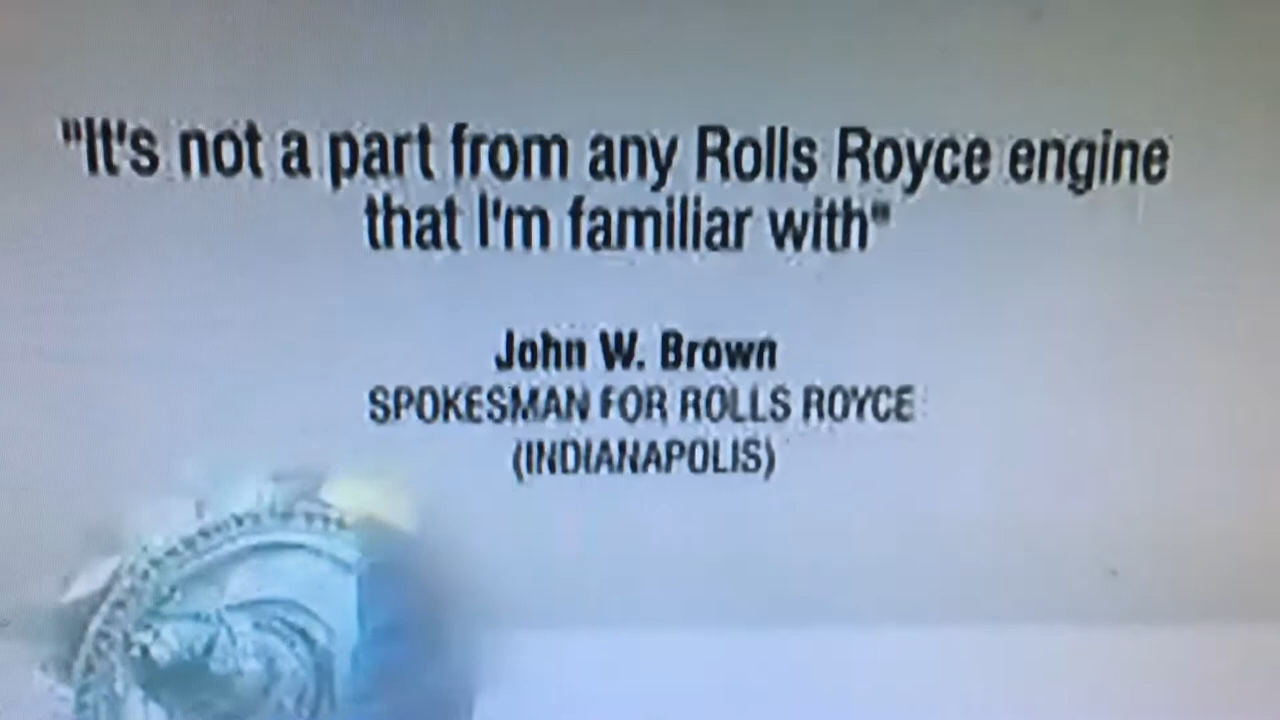 "It's not a part from any Rolls Royce engine
that I'm familiar with"
John W. Brown
SPOKESMAN FOR ROLLS ROYCE
(INDIANAPOLIS)